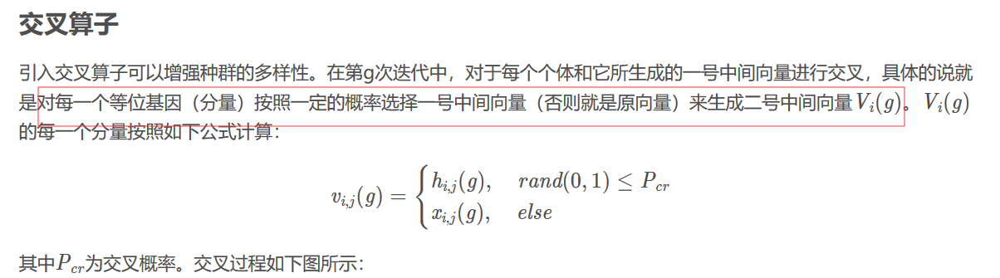 交叉算子
引入交叉算子可以增强种群的多样性。在第g次迭代中，对于每个个体和它所生成的一号中间向量进行交叉，具体的说就
是对每一个等位基因（分量）按照一定的概率选择一号中间向量（否则就是原向量）来生成二号中间向量 V_i(g)。 V_i(g)
的每一个分量按照如下公式计算：
v_{i,j}(g) = { h_{i,j}(g), rand(0, 1) ≤ P_{cr}
x_{i,j}(g), else
其中P_{cr}为交叉概率。交叉过程如下图所示：